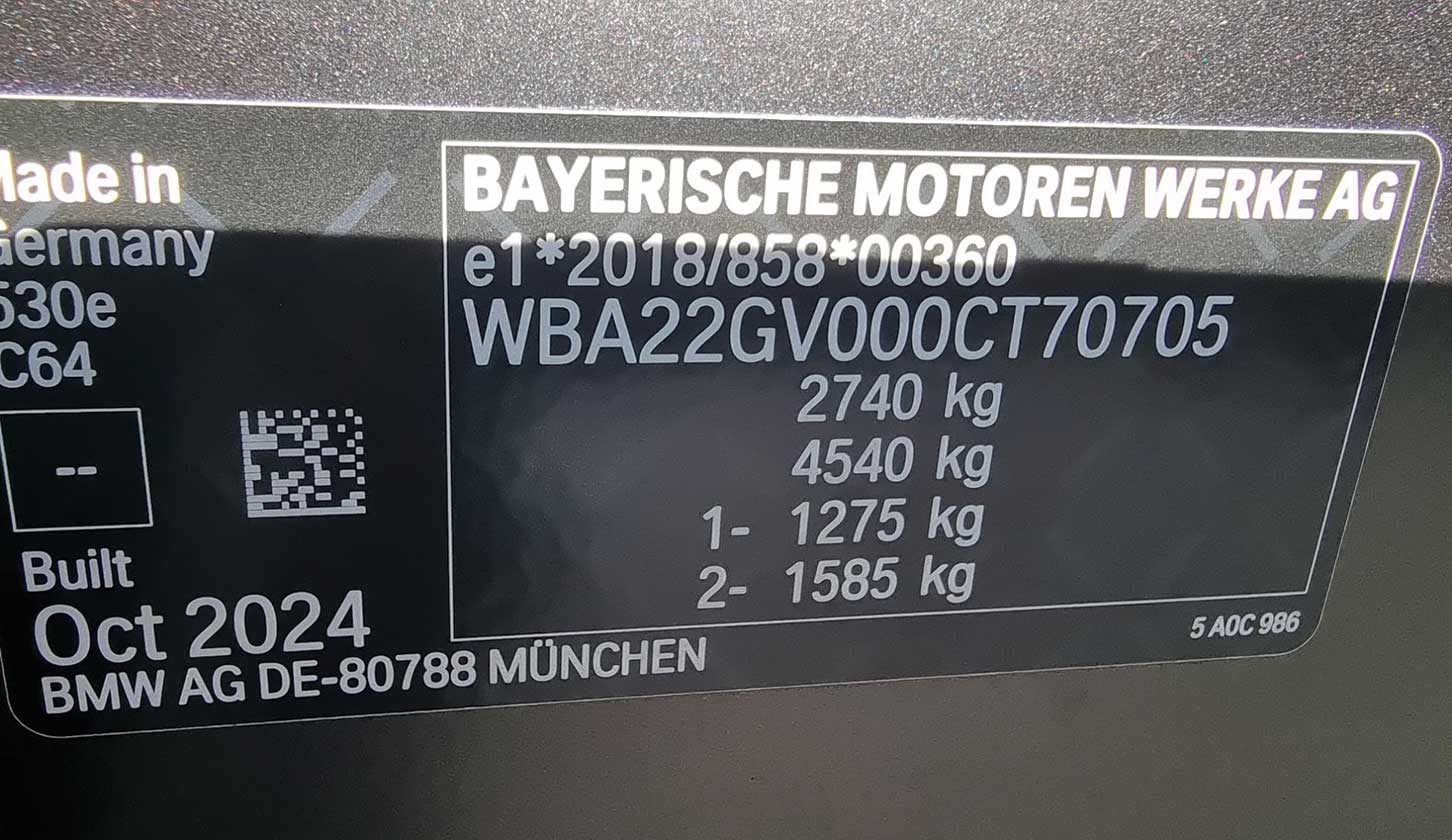 Made in
Germany
530e
C64
--
Built
Oct 2024
BMW AG DE-80788 MÜNCHEN
BAYERISCHE MOTOREN WERKE AG
e1*2018/858*00360
WBA22GV000CT70705
2740 kg
4540 kg
1- 1275 kg
2- 1585 kg
5 A0C 986